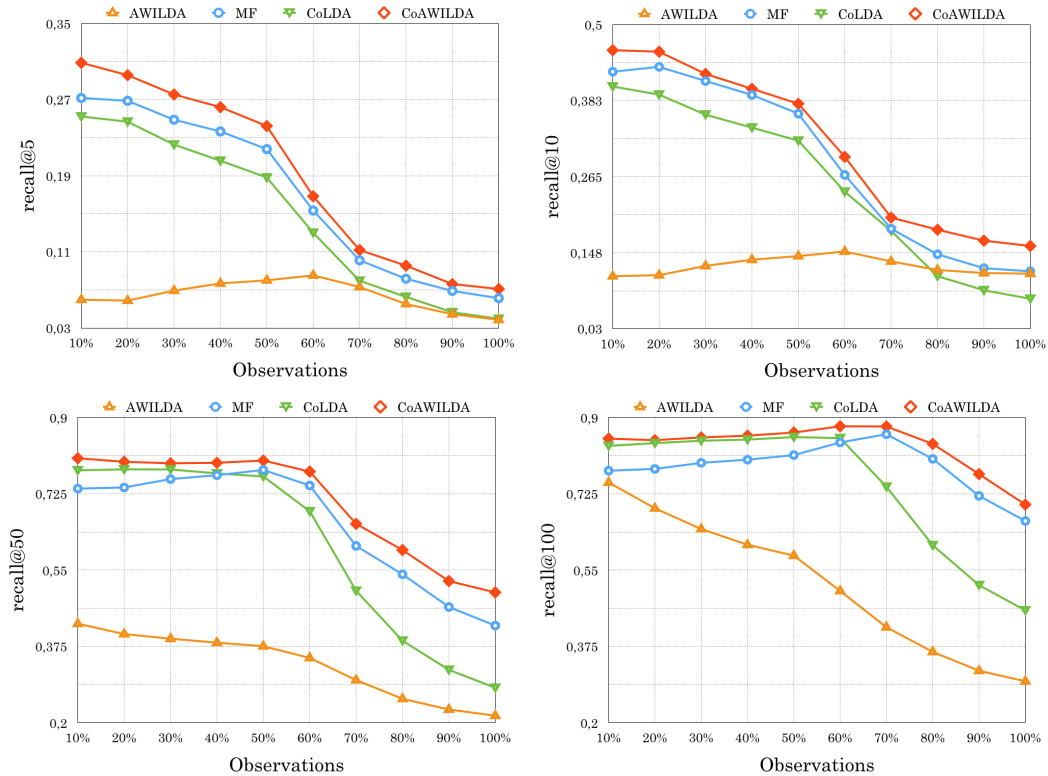 AWILDA MF CoLDA CoAWILDA
0,35
0,27
0,19
0,11
0,03
recall@5
10% 20% 30% 40% 50% 60% 70% 80% 90% 100%
Observations
AWILDA MF CoLDA CoAWILDA
0,5
0,383
0,265
0,148
0,03
recall@10
10% 20% 30% 40% 50% 60% 70% 80% 90% 100%
Observations
AWILDA MF CoLDA CoAWILDA
0,9
0,725
0,55
0,375
0,2
recall@50
10% 20% 30% 40% 50% 60% 70% 80% 90% 100%
Observations
AWILDA MF CoLDA CoAWILDA
0,9
0,725
0,55
0,375
0,2
recall@100
10% 20% 30% 40% 50% 60% 70% 80% 90% 100%
Observations